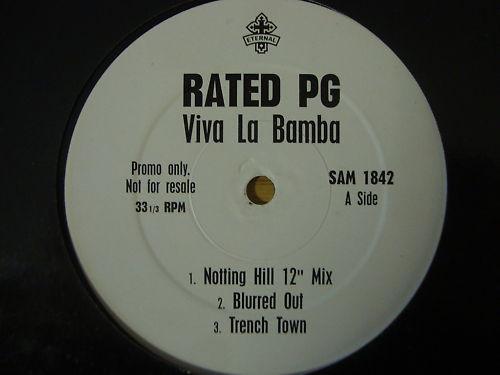 ETERNAL
RATED PG
Viva La Bamba
Promo only.
Not for resale
33 1/3 RPM
SAM 1842
A Side
1. Notting Hill 12" Mix
2. Blurred Out
3. Trench Town